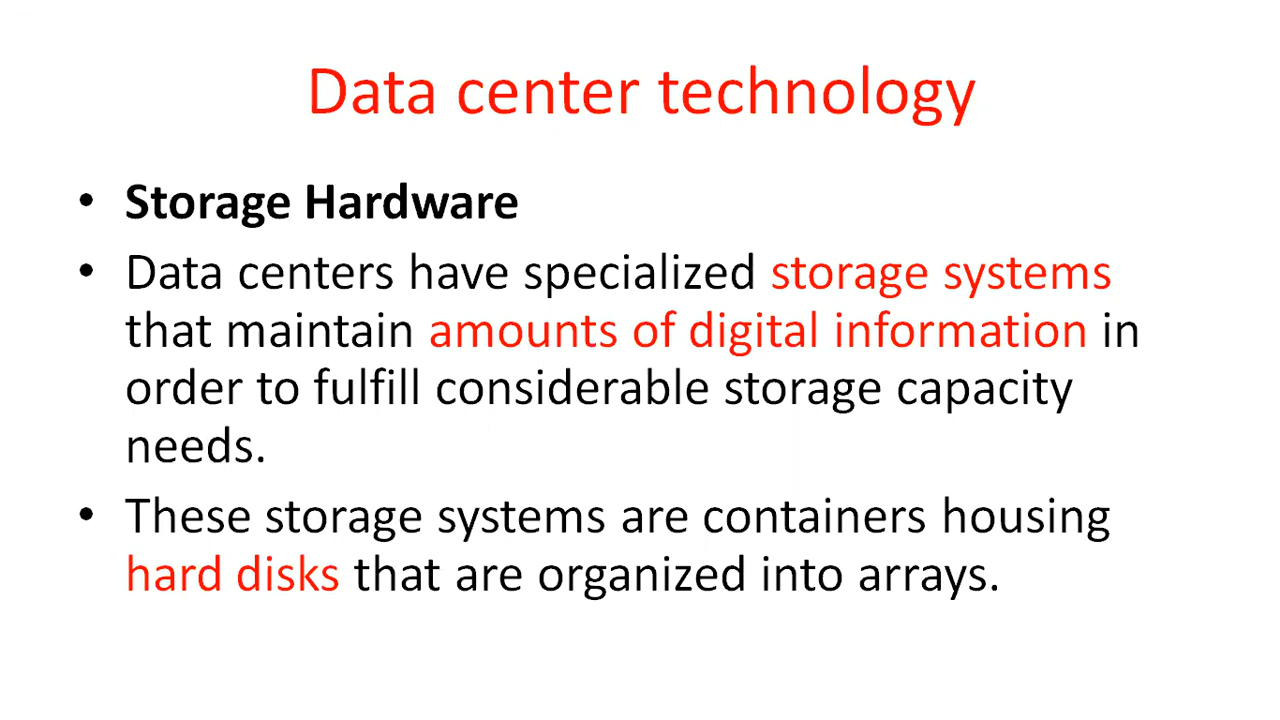 Data center technology
• Storage Hardware
• Data centers have specialized storage systems
that maintain amounts of digital information in
order to fulfill considerable storage capacity
needs.
• These storage systems are containers housing
hard disks that are organized into arrays.